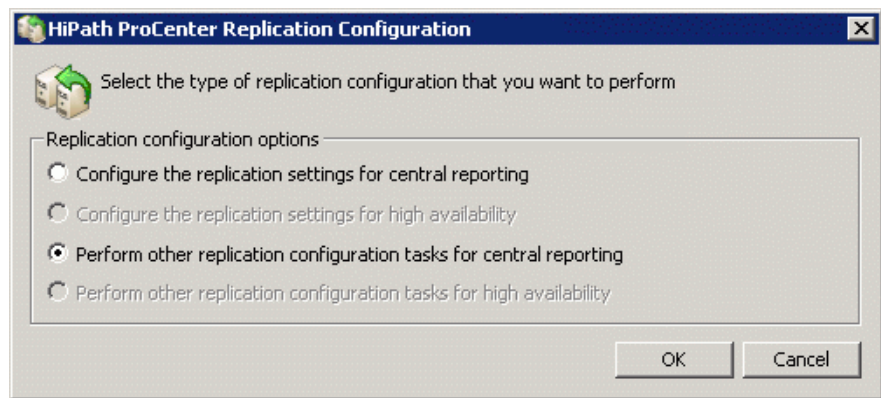 HiPath ProCenter Replication Configuration
Select the type of replication configuration that you want to perform
Replication configuration options
Configure the replication settings for central reporting
Configure the replication settings for high availability
Perform other replication configuration tasks for central reporting
Perform other replication configuration tasks for high availability
OK Cancel